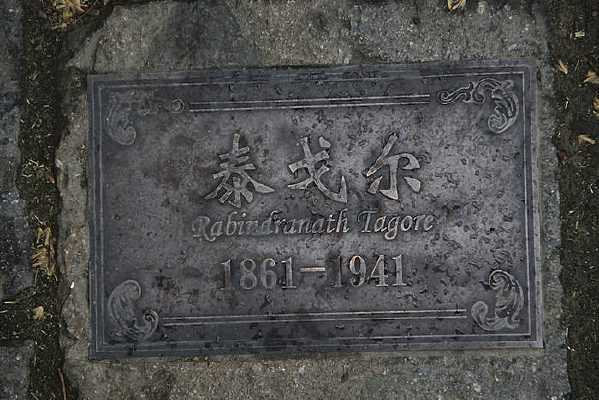 泰戈尔
Rabindranath Tagore
1861—1941